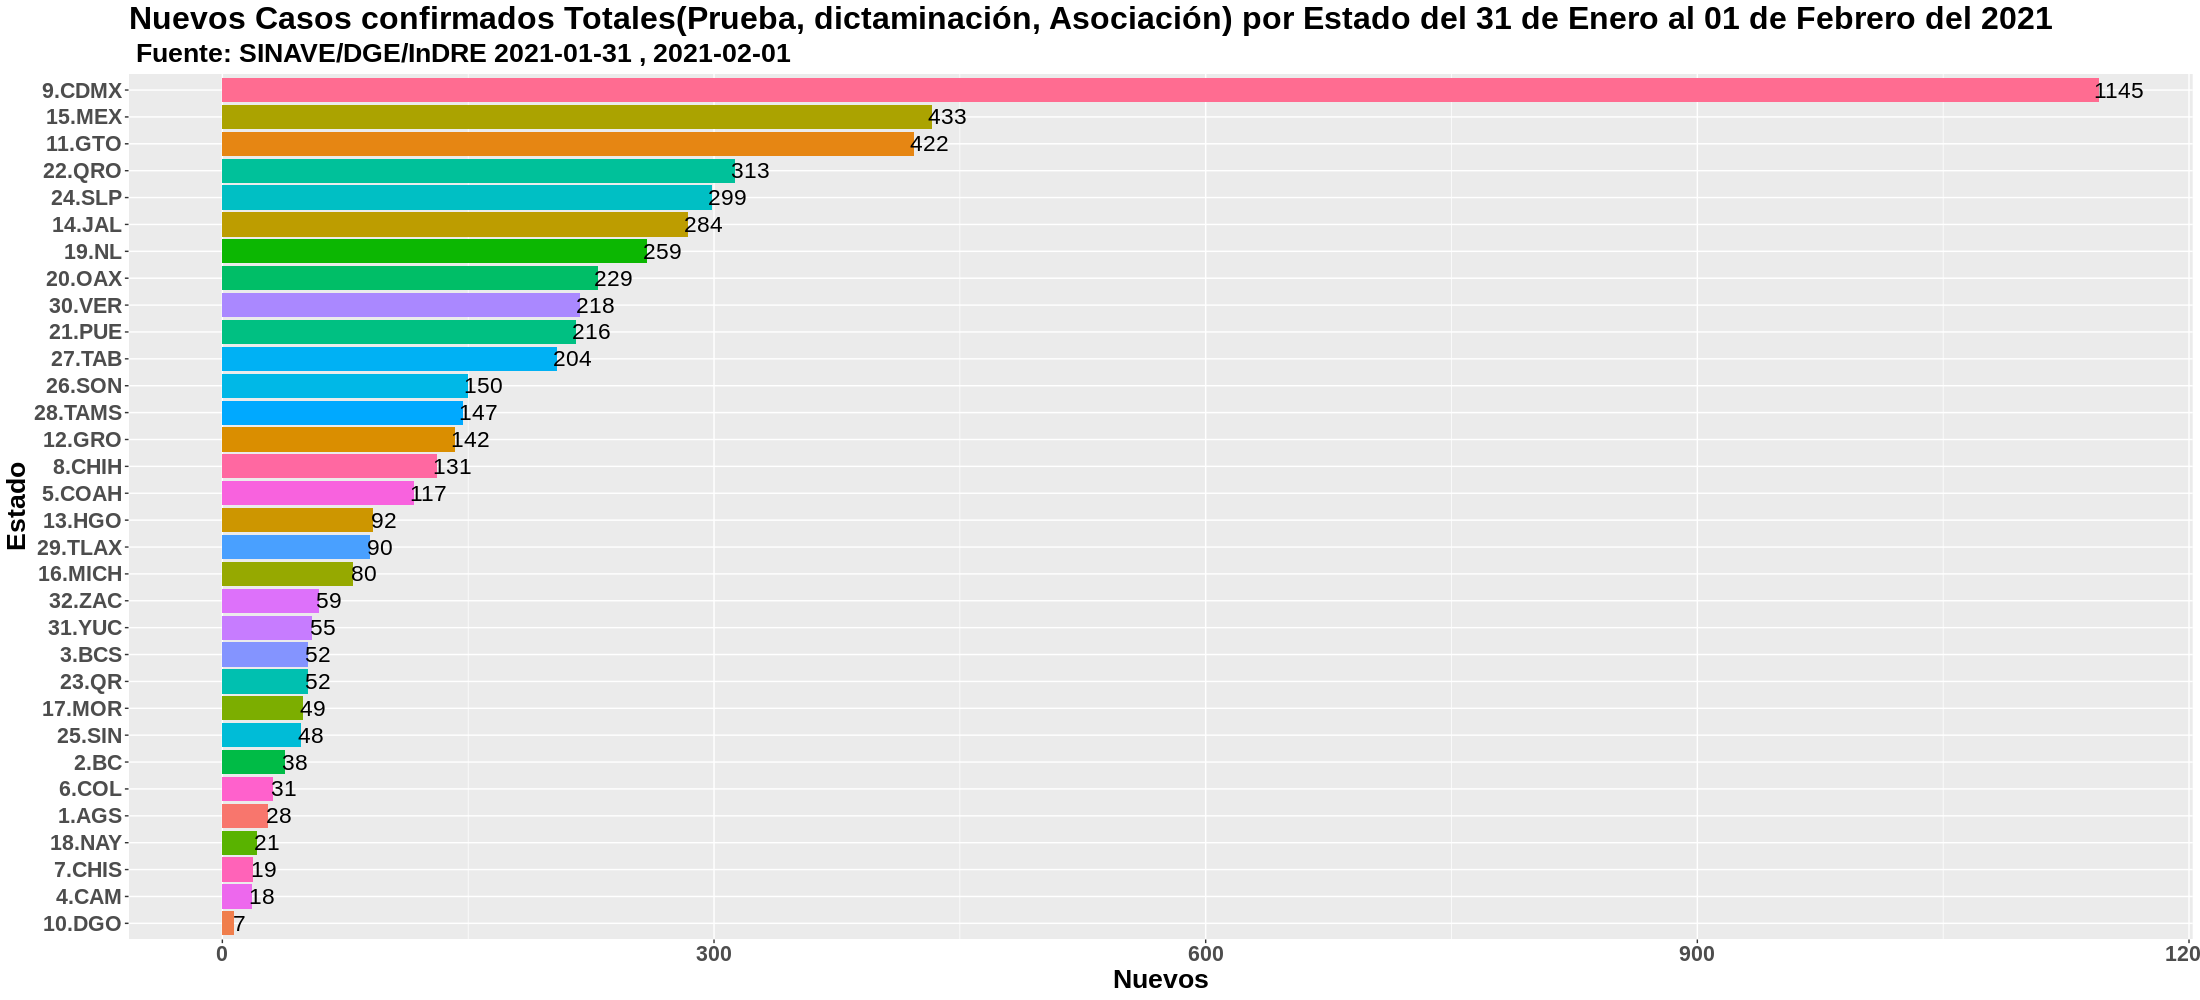 Nuevos Casos confirmados Totales(Prueba, dictaminación, Asociación) por Estado del 31 de Enero al 01 de Febrero del 2021
Fuente: SINAVE/DGE/InDRE 2021-01-31 , 2021-02-01
9.CDMX 1145
15.MEX 433
11.GTO 422
22.QRO 313
24.SLP 299
14.JAL 284
19.NL 259
20.OAX 229
30.VER 218
21.PUE 216
27.TAB 204
26.SON 150
28.TAMS 147
12.GRO 142
8.CHIH 131
5.COAH 117
13.HGO 92
29.TLAX 90
16.MICH 80
32.ZAC 59
31.YUC 55
3.BCS 52
23.QR 52
17.MOR 49
25.SIN 48
2.BC 38
6.COL 31
1.AGS 28
18.NAY 21
7.CHIS 19
4.CAM 18
10.DGO 7
Estado
0 300 600 900 120
Nuevos